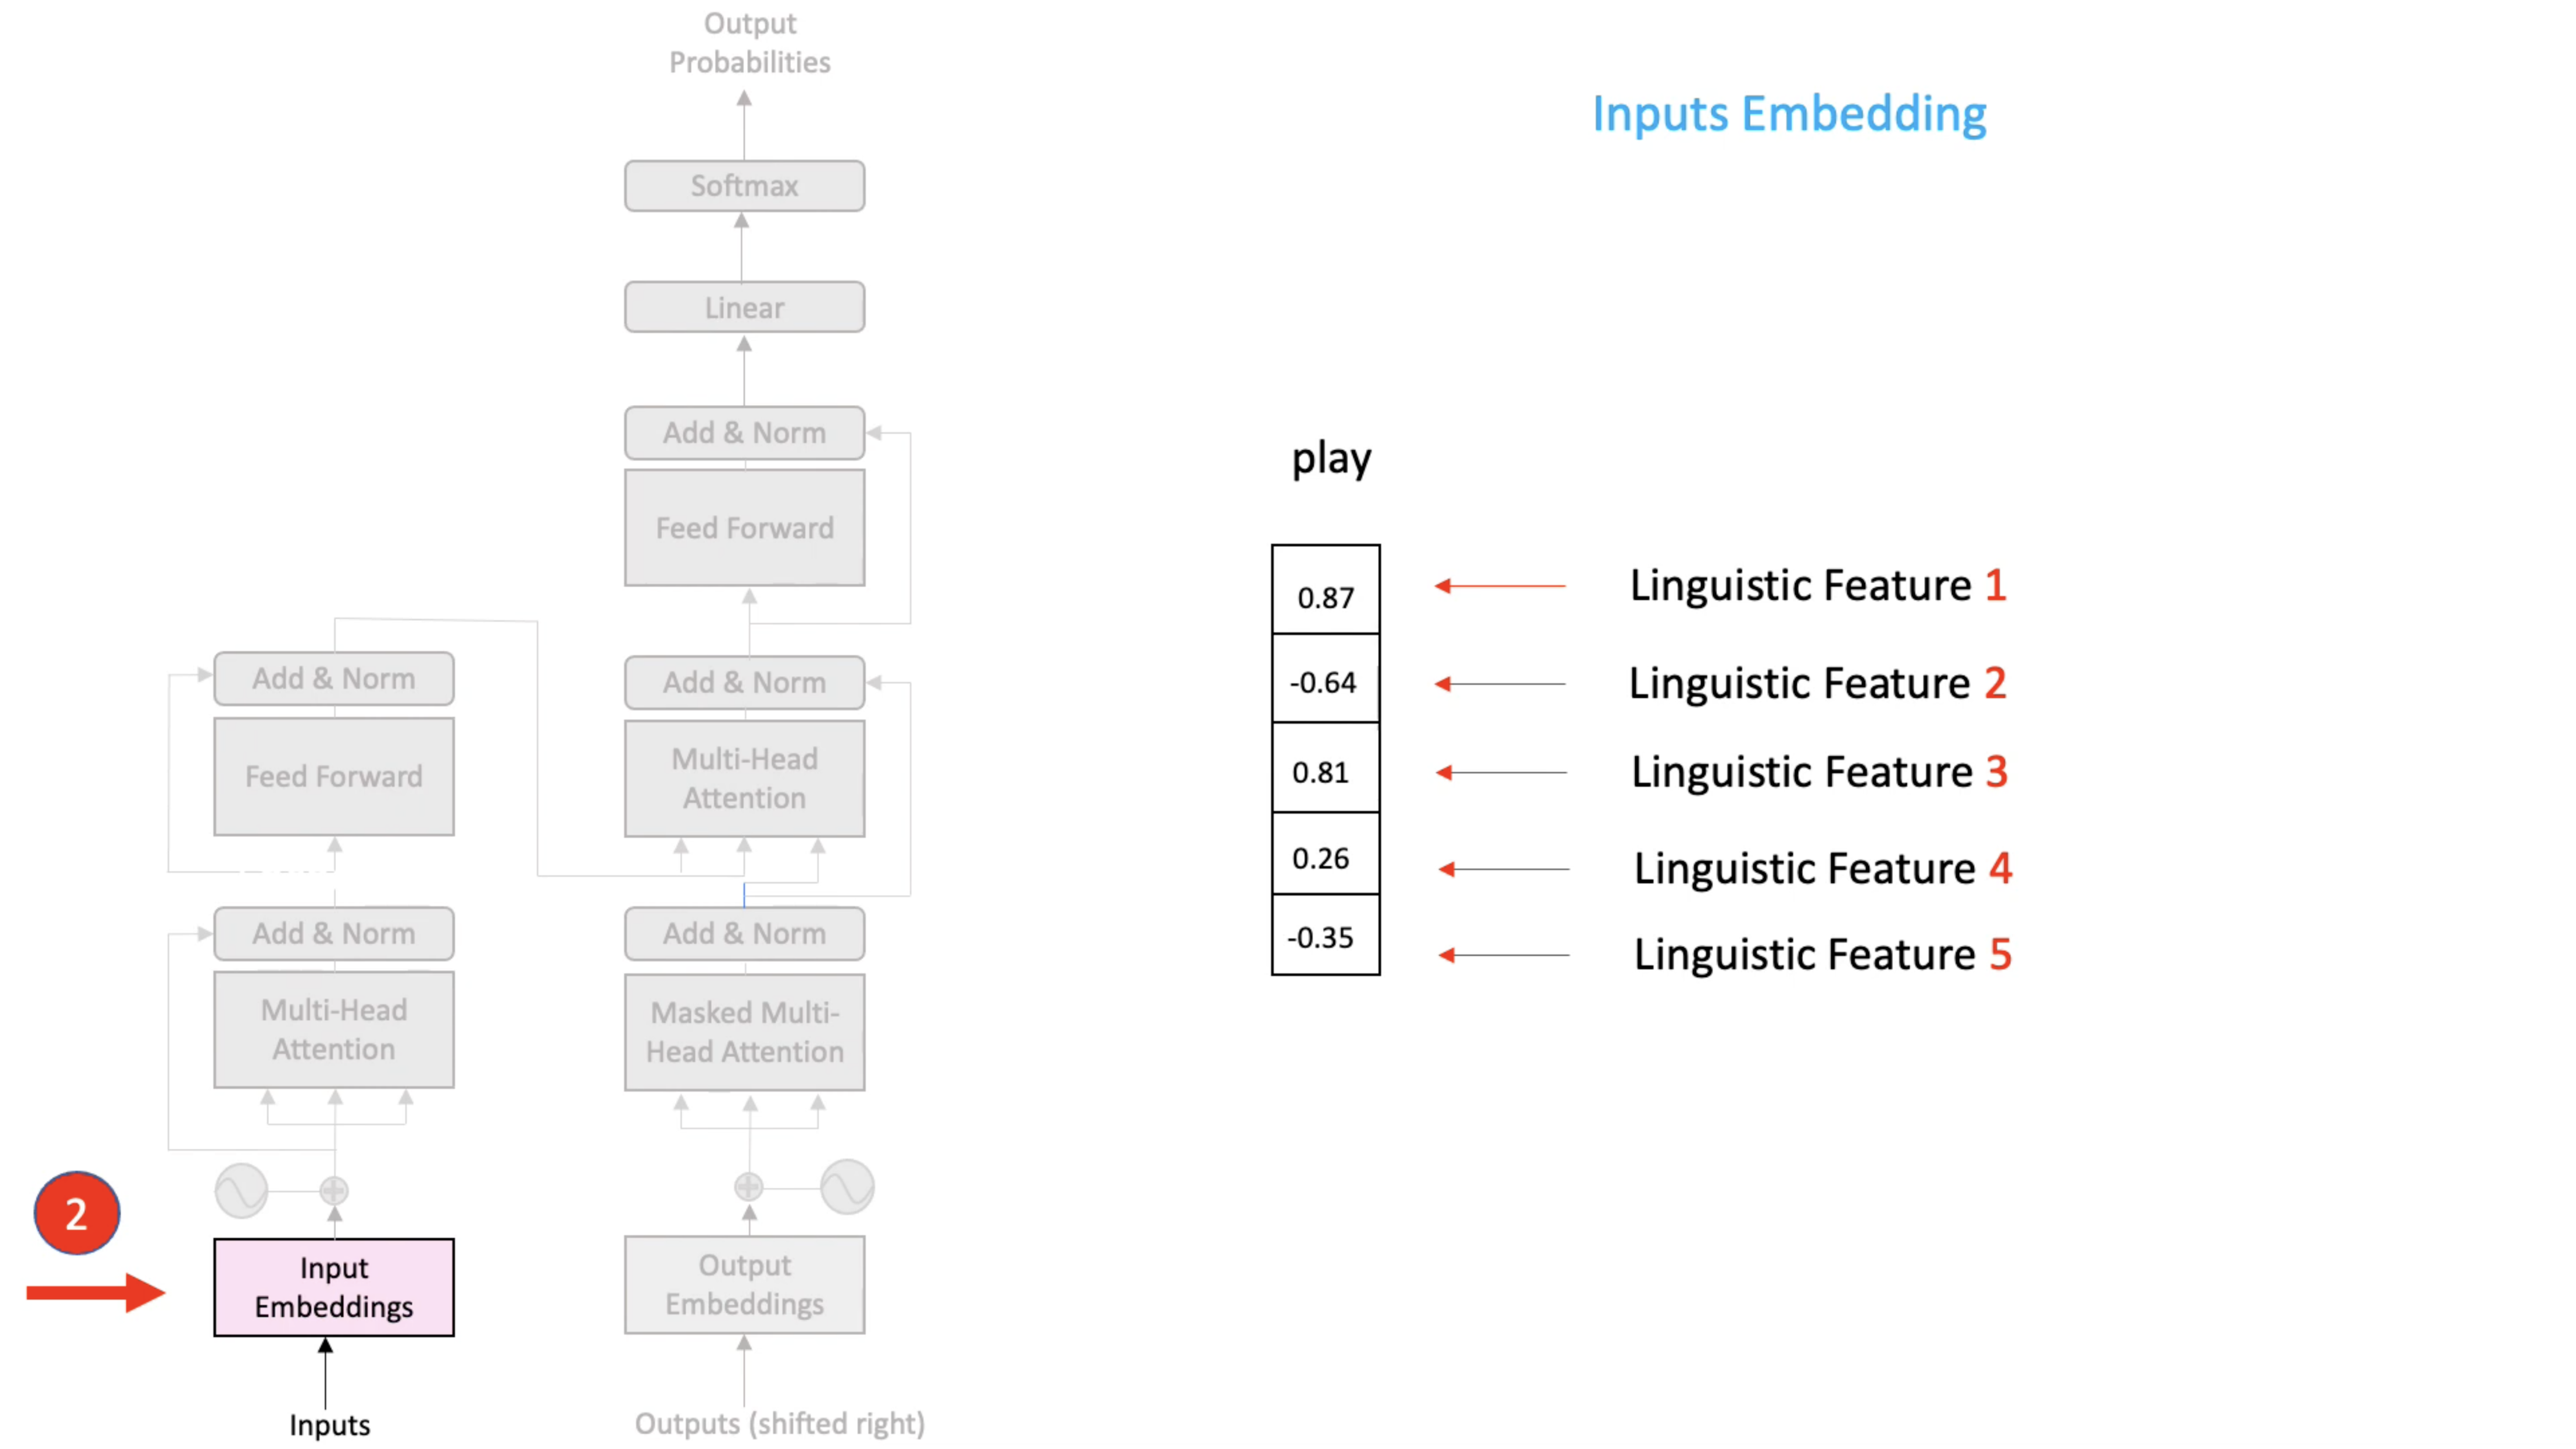 Output
Probabilities
Softmax
Linear
Add & Norm
Feed Forward
Add & Norm
Multi-Head
Attention
Add & Norm
Masked Multi-
Head Attention
Output
Embeddings
Outputs (shifted right)
Add & Norm
Feed Forward
Add & Norm
Multi-Head
Attention
2
Input
Embeddings
Inputs
Inputs Embedding
play
0.87
Linguistic Feature 1
-0.64
Linguistic Feature 2
0.81
Linguistic Feature 3
0.26
Linguistic Feature 4
-0.35
Linguistic Feature 5